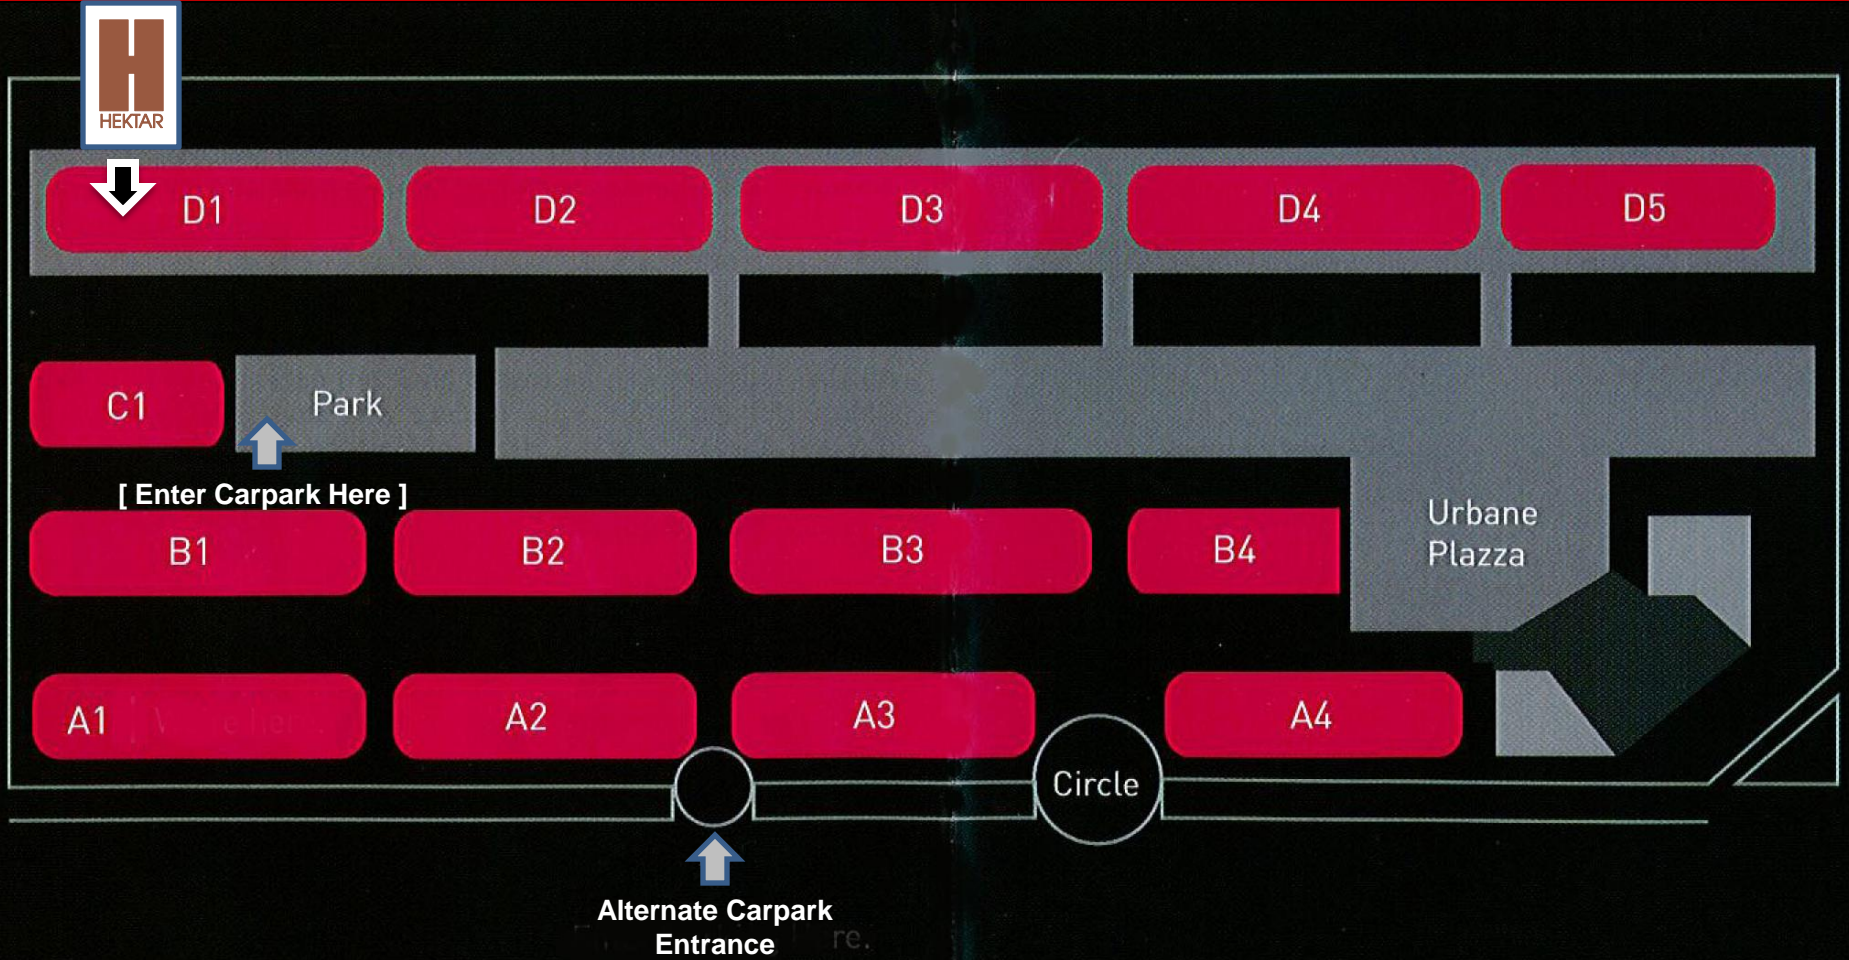 HEKTAR
D1
D2
D3
D4
D5
C1
Park
[ Enter Carpark Here ]
Urbane
Plazza
B1
B2
B3
B4
A1
A2
A3
A4
Circle
Alternate Carpark
Entrance
re.